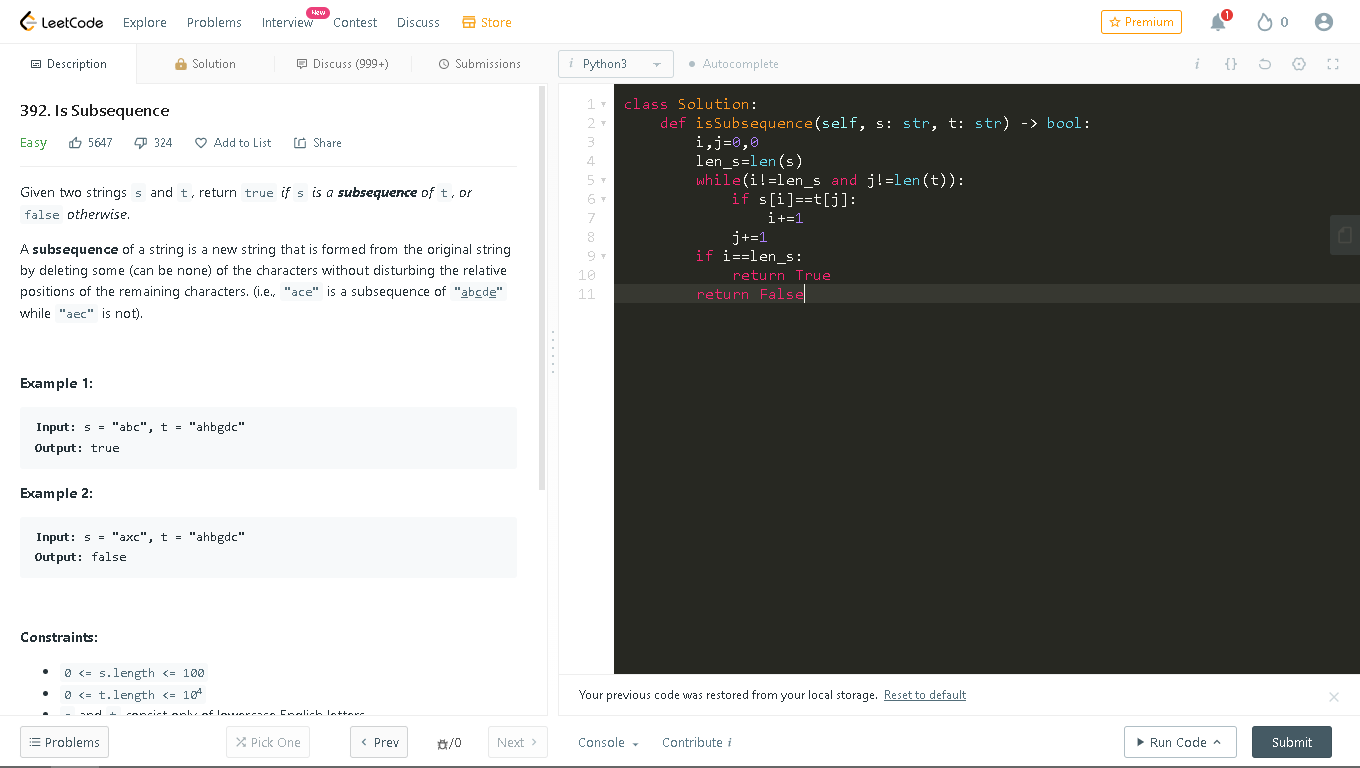 LeetCode Explore Problems Interview New Contest Discuss Store Premium 1 0
Description Solution Discuss (999+) Submissions i Python3 Autocomplete i {}
392. Is Subsequence
Easy 5647 324 Add to List Share
Given two strings s and t, return true if s is a subsequence of t, or
false otherwise.
A subsequence of a string is a new string that is formed from the original string
by deleting some (can be none) of the characters without disturbing the relative
positions of the remaining characters. (i.e., "ace" is a subsequence of "abcde"
while "aec" is not).
Example 1:
Input: s = "abc", t = "ahbgdc"
Output: true
Example 2:
Input: s = "axc", t = "ahbgdc"
Output: false
Constraints:
0 <= s.length <= 100
0 <= t.length <= 10⁴
and t consist only of lowercase English letters
1 class Solution:
2 def isSubsequence(self, s: str, t: str) -> bool:
3 i,j=0,0
4 len_s=len(s)
5 while(i!=len_s and j!=len(t)):
6 if s[i]==t[j]:
7 i+=1
8 j+=1
9 if i==len_s:
10 return True
11 return False
Your previous code was restored from your local storage. Reset to default
Problems Pick One Prev /0 Next Console Contribute i Run Code Submit